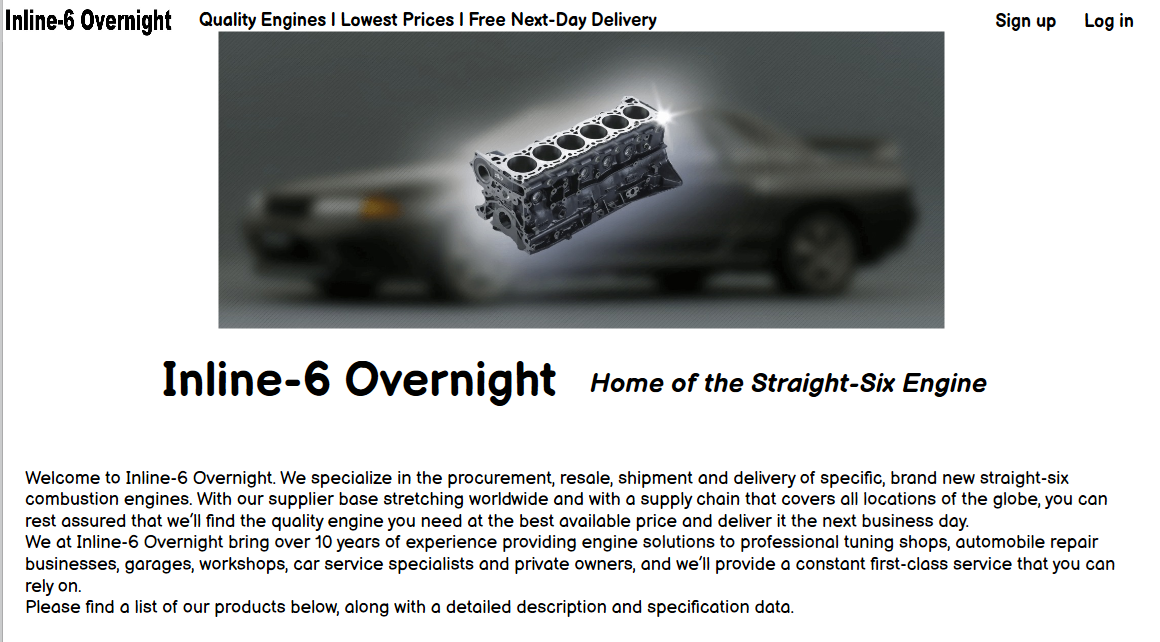 Inline-6 Overnight
Quality Engines | Lowest Prices | Free Next-Day Delivery
Sign up
Log in
Inline-6 Overnight
Home of the Straight-Six Engine
Welcome to Inline-6 Overnight. We specialize in the procurement, resale, shipment and delivery of specific, brand new straight-six
combustion engines. With our supplier base stretching worldwide and with a supply chain that covers all locations of the globe, you can
rest assured that we'll find the quality engine you need at the best available price and deliver it the next business day.
We at Inline-6 Overnight bring over 10 years of experience providing engine solutions to professional tuning shops, automobile repair
businesses, garages, workshops, car service specialists and private owners, and we'll provide a constant first-class service that you can
rely on.
Please find a list of our products below, along with a detailed description and specification data.